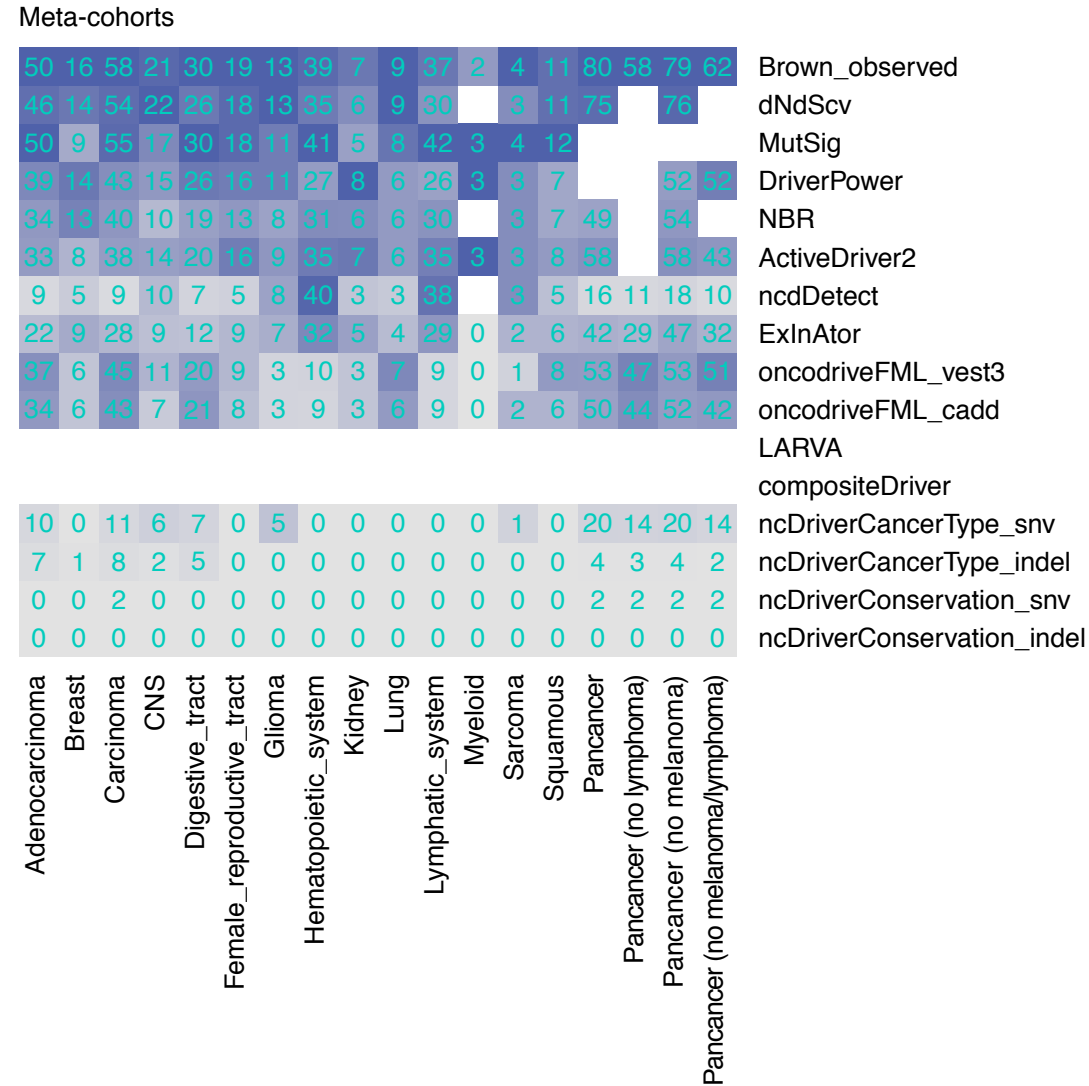 Meta-cohorts
50 16 58 21 30 19 13 39 7 9 37 2 4 11 80 58 79 62 Brown_observed
46 14 54 22 26 18 13 35 6 9 30 3 11 75 76 dNdScv
50 9 55 17 30 18 11 41 5 8 42 3 4 12 MutSig
39 14 43 15 26 16 11 27 8 6 26 3 3 7 52 52 DriverPower
34 13 40 10 19 13 8 31 6 6 30 3 7 49 54 NBR
33 8 38 14 20 16 9 35 7 6 35 3 3 8 58 58 43 ActiveDriver2
9 5 9 10 7 5 8 40 3 3 38 3 5 16 11 18 10 ncdDetect
22 9 28 9 12 9 7 32 5 4 29 0 2 6 42 29 47 32 ExInAtor
37 6 45 11 20 9 3 10 3 7 9 0 1 8 53 47 53 51 oncodriveFML_vest3
34 6 43 7 21 8 3 9 3 6 9 0 2 6 50 44 52 42 oncodriveFML_cadd
LARVA
compositeDriver
10 0 11 6 7 0 5 0 0 0 0 0 1 0 20 14 20 14 ncDriverCancerType_snv
7 1 8 2 5 0 0 0 0 0 0 0 0 0 4 3 4 2 ncDriverCancerType_indel
0 0 2 0 0 0 0 0 0 0 0 0 0 0 2 2 2 2 ncDriverConservation_snv
0 0 0 0 0 0 0 0 0 0 0 0 0 0 0 0 0 0 ncDriverConservation_indel
Adenocarcinoma
Breast
Carcinoma
CNS
Digestive_tract
Female_reproductive_tract
Glioma
Hematopoietic_system
Kidney
Lung
Lymphatic_system
Myeloid
Sarcoma
Squamous
Pancancer
Pancancer (no lymphoma)
Pancancer (no melanoma)
Pancancer (no melanoma/lymphoma)